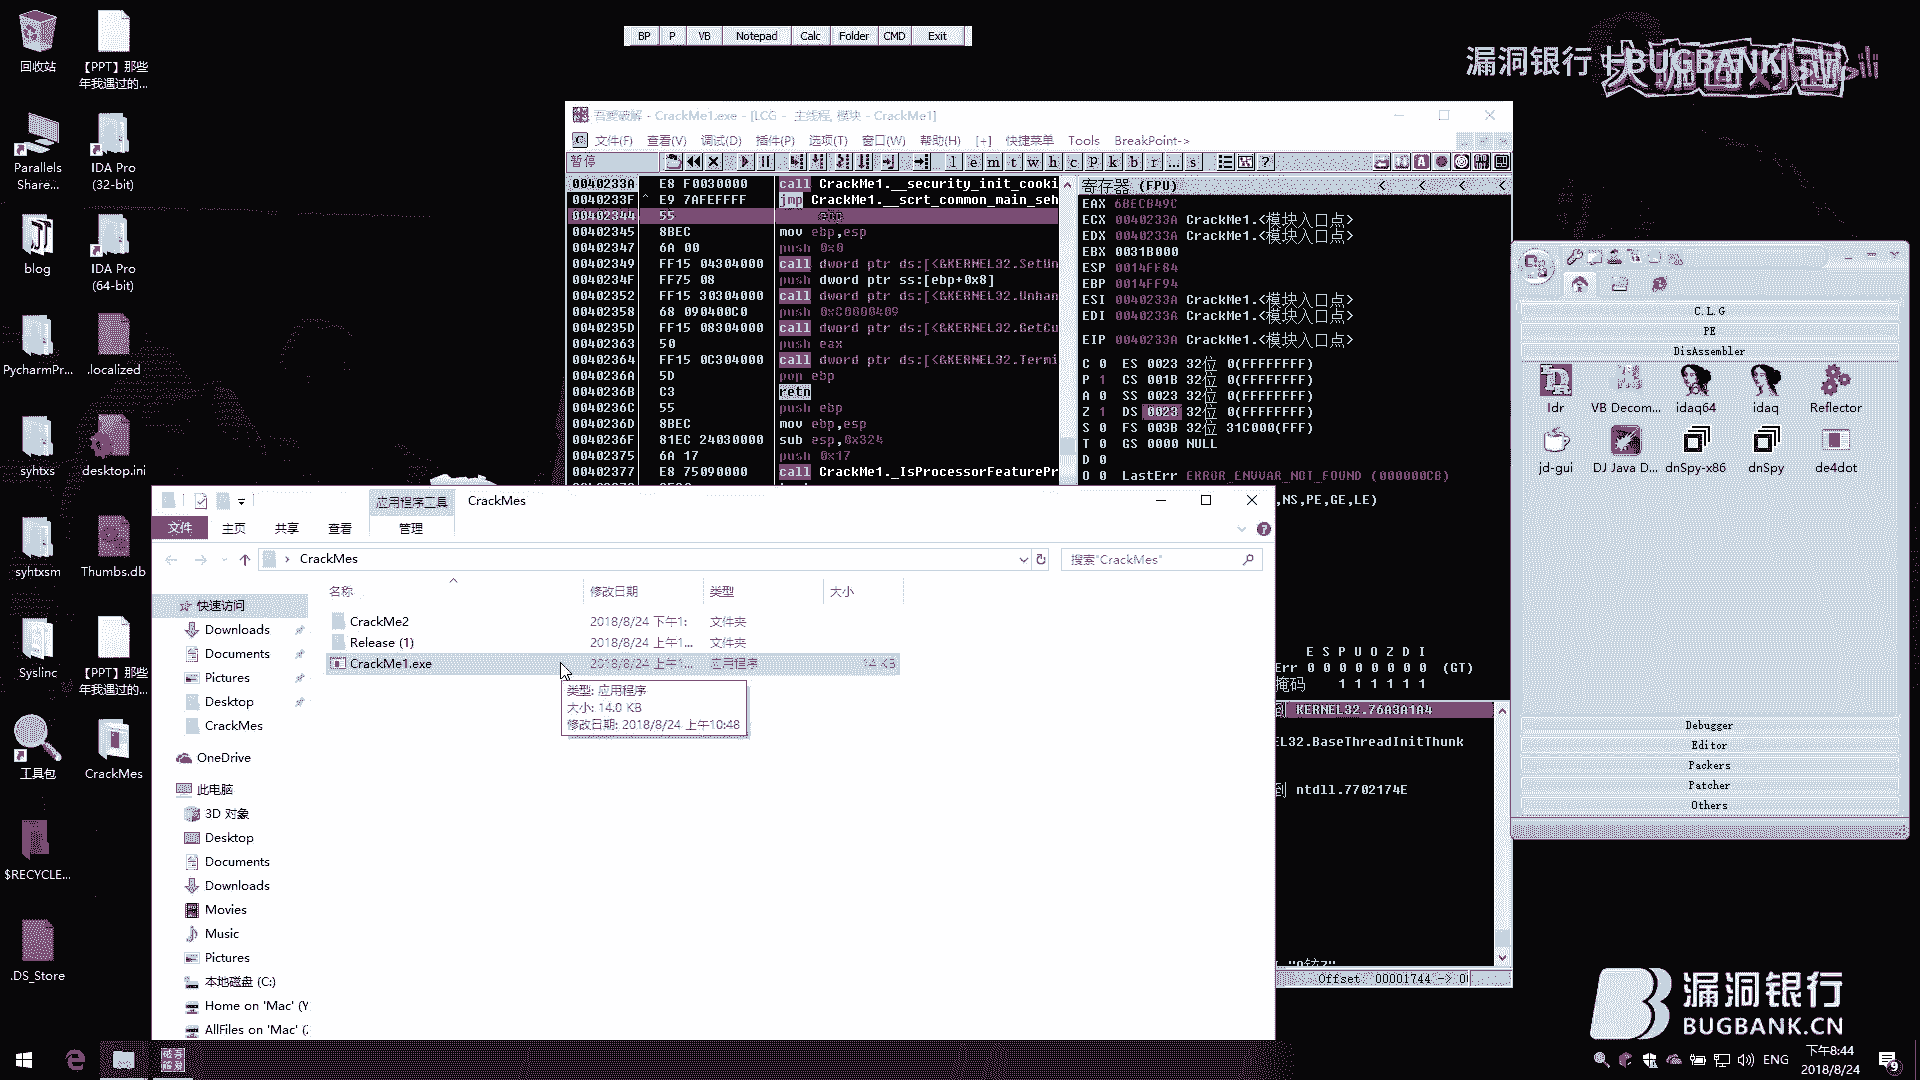 回收站
【PPT】那些
年我遇过的...
Parallels
Share...
IDA Pro
(32-bit)
blog
IDA Pro
(64-bit)
PycharmPr...
.localized
syhtxs
desktop.ini
syhtxsm
Thumbs.db
Syslinc
【PPT】那些
年我遇过的...
工具包
CrackMes
$RECYCLE...
.DS_Store
BP P VB Notepad Calc Folder CMD Exit
漏洞银行 BUGBANK
吾爱破解 - CrackMe1.exe - [LCG - 主线程, 模块 - CrackMe1]
文件(F) 查看(V) 调试(D) 插件(P) 选项(T) 窗口(W) 帮助(H) [+] 快捷菜单 Tools BreakPoint->
暂停 l e m t w h c p k b r ... s ?
0040233A E8 F0030000 call CrackMe1.__security_init_cooki
0040233F E9 7AFEFFFF jmp CrackMe1.__scrt_common_main_seh
00402344 55
00402345 8BEC mov ebp,esp
00402347 6A 00 push 0x0
00402349 FF15 04304000 call dword ptr ds:[<&KERNEL32.SetUn
0040234F FF75 08 push dword ptr ss:[ebp+0x8]
00402352 FF15 30304000 call dword ptr ds:[<&KERNEL32.Unhan
00402358 68 090400C0 push 0xC0000409
0040235D FF15 08304000 call dword ptr ds:[<&KERNEL32.GetCu
00402363 50 push eax
00402364 FF15 0C304000 call dword ptr ds:[<&KERNEL32.Termi
0040236A 5D pop ebp
0040236B C3 retn
0040236C 55 push ebp
0040236D 8BEC mov ebp,esp
0040236F 81EC 24030000 sub esp,0x324
00402375 6A 17 push 0x17
00402377 E8 75090000 call CrackMe1._IsProcessorFeaturePr
寄存器 (FPU) < < < <
EAX 6BECB49C
ECX 0040233A CrackMe1.<模块入口点>
EDX 0040233A CrackMe1.<模块入口点>
EBX 0031B000
ESP 0014FF84
EBP 0014FF94
ESI 0040233A CrackMe1.<模块入口点>
EDI 0040233A CrackMe1.<模块入口点>
EIP 0040233A CrackMe1.<模块入口点>
C 0 ES 0023 32位 0(FFFFFFFF)
P 1 CS 001B 32位 0(FFFFFFFF)
A 0 SS 0023 32位 0(FFFFFFFF)
Z 1 DS 0023 32位 0(FFFFFFFF)
S 0 FS 003B 32位 31C000(FFF)
T 0 GS 0000 NULL
D 0
O 0 LastErr ERROR_ENVVAR_NOT_FOUND (000000CB)
,NS,PE,GE,LE)
E S P U O Z D I
Err 0 0 0 0 0 0 0 0 (GT)
掩码 1 1 1 1 1 1
KERNEL32.76A3A1A4
EL32.BaseThreadInitThunk
ntdll.7702174E
Offset: 00001744 ->
C.L.G
PE
DisAssembler
Idr VB Decom... idaq64 idaq Reflector
jd-gui DJ Java D... dnSpy-x86 dnSpy de4dot
Debugger
Editor
Packers
Patcher
Others
应用程序工具 CrackMes
文件 主页 共享 查看 管理
CrackMes 搜索"CrackMes"
名称 修改日期 类型 大小
CrackMe2 2018/8/24 下午1: 文件夹
Release (1) 2018/8/24 上午1... 文件夹
CrackMe1.exe 2018/8/24 上午1... 应用程序 14 KB
类型: 应用程序
大小: 14.0 KB
修改日期: 2018/8/24 上午10:48
快速访问
Downloads
Documents
Pictures
Desktop
CrackMes
OneDrive
此电脑
3D 对象
Desktop
Documents
Downloads
Movies
Music
Pictures
本地磁盘 (C:)
Home on 'Mac' (Y
AllFiles on 'Mac' (
漏洞银行
BUGBANK.CN
ENG
下午8:44
2018/8/24
9